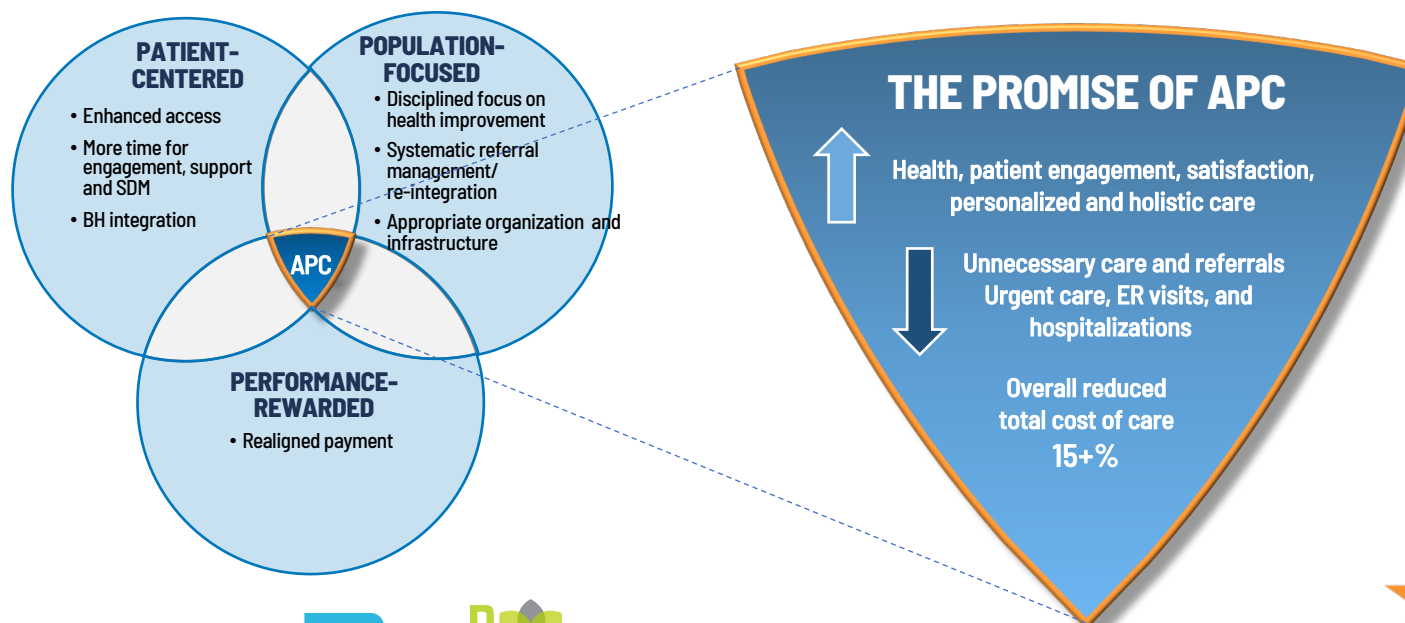 PATIENT-
CENTERED
• Enhanced access
• More time for
engagement, support
and SDM
• BH integration
POPULATION-
FOCUSED
• Disciplined focus on
health improvement
• Systematic referral
management/
re-integration
• Appropriate organization and
infrastructure
APC
PERFORMANCE-
REWARDED
• Realigned payment
THE PROMISE OF APC
Health, patient engagement, satisfaction,
personalized and holistic care
Unnecessary care and referrals
Urgent care, ER visits, and
hospitalizations
Overall reduced
total cost of care
15+%